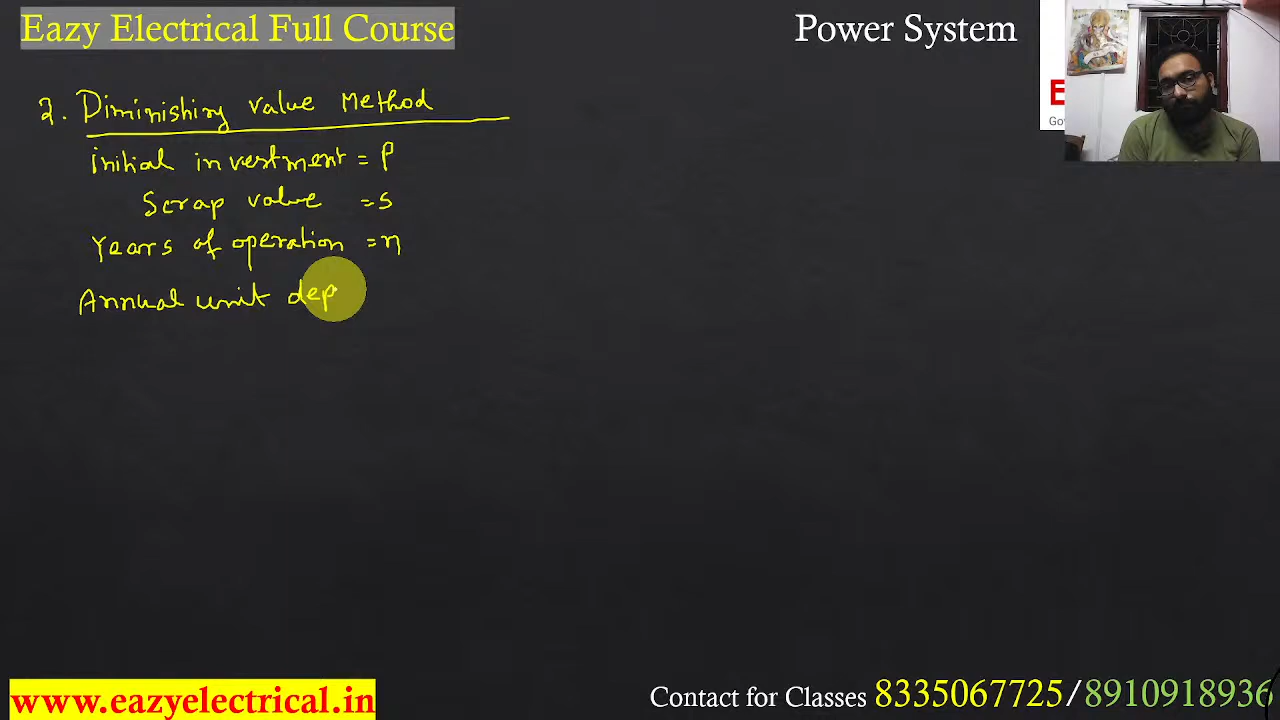 Eazy Electrical Full Course
Power System
2. Diminishing value Method
initial investment = P
Scrap value = s
Years of operation = n
Annual unit dep
www.eazyelectrical.in
Contact for Classes 8335067725/8910918936